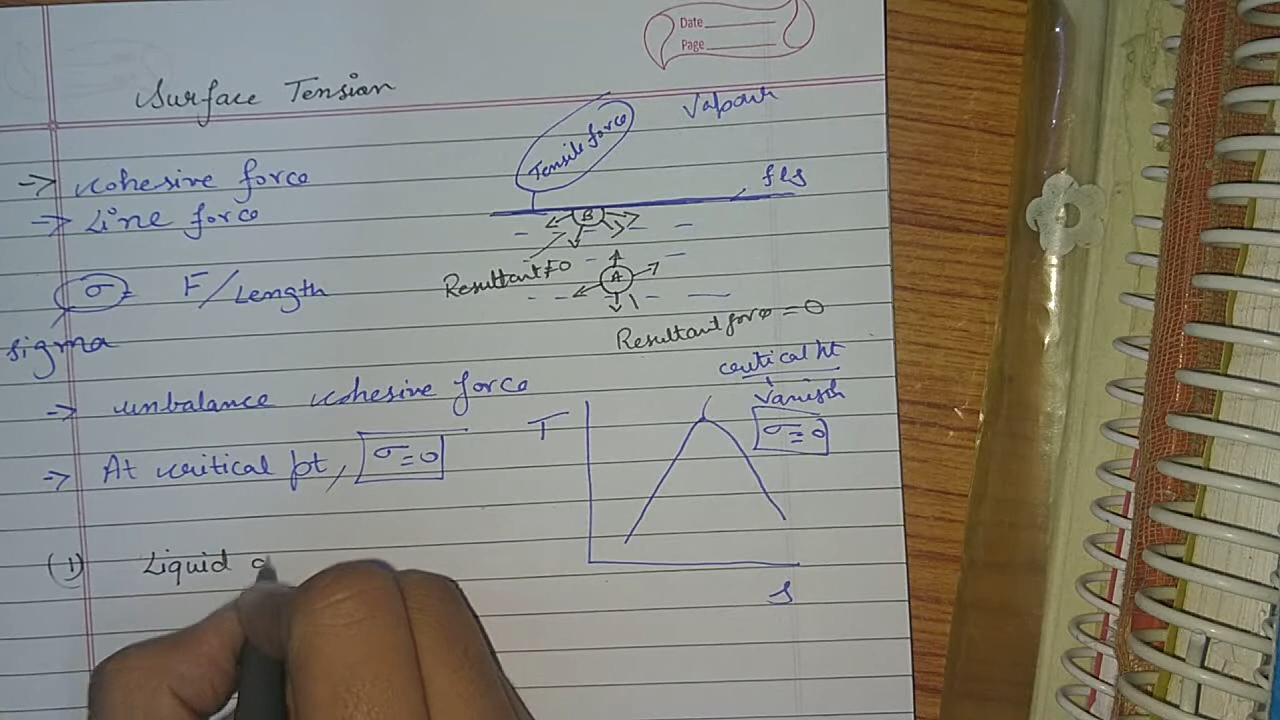 Date
Page
Surface Tension
Vapour
Tensile force
→ cohesive force
fls
→ Line force
B
Resultant ≠ 0
A
σ = F/Length
sigma
Resultant force = 0
critical pt
Vanish
σ = 0
→ unbalance cohesive force
T
→ At critical pt, σ = 0
s
(1) Liquid